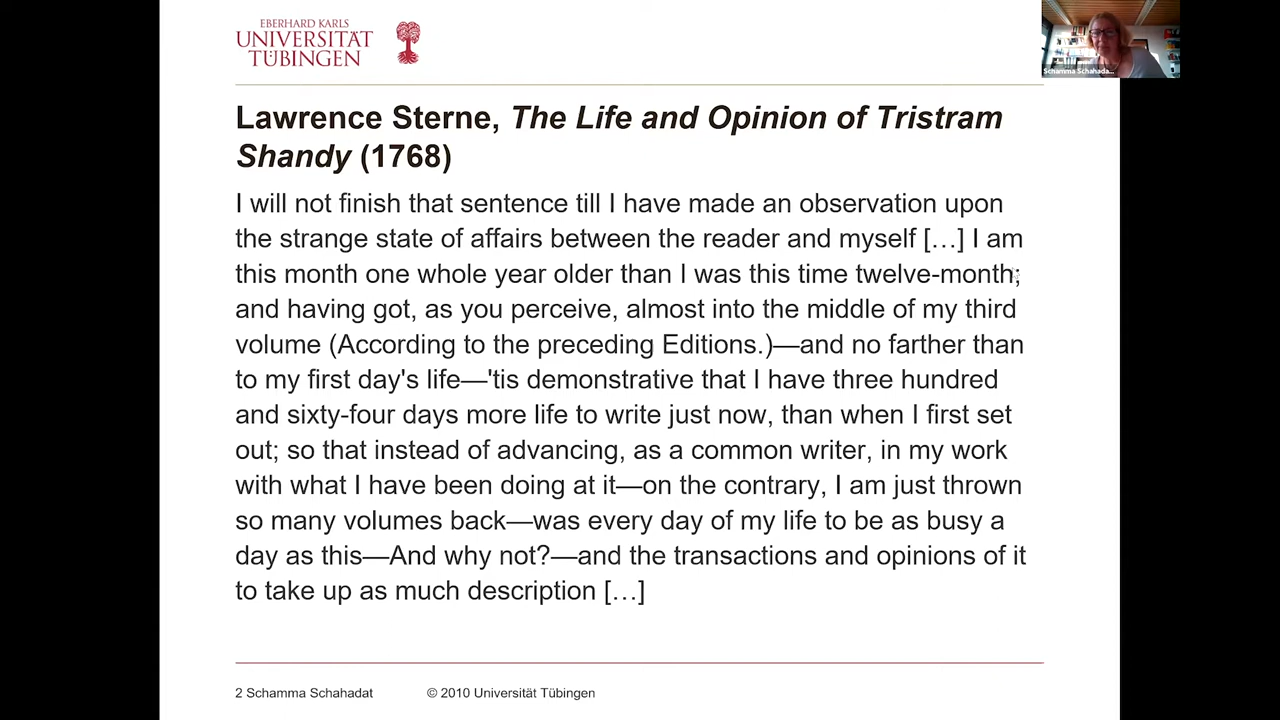 EBERHARD KARLS
UNIVERSITÄT
TÜBINGEN
Schamma Schahada...
Lawrence Sterne, The Life and Opinion of Tristram
Shandy (1768)
I will not finish that sentence till I have made an observation upon
the strange state of affairs between the reader and myself […] I am
this month one whole year older than I was this time twelve-month;
and having got, as you perceive, almost into the middle of my third
volume (According to the preceding Editions.)—and no farther than
to my first day's life—'tis demonstrative that I have three hundred
and sixty-four days more life to write just now, than when I first set
out; so that instead of advancing, as a common writer, in my work
with what I have been doing at it—on the contrary, I am just thrown
so many volumes back—was every day of my life to be as busy a
day as this—And why not?—and the transactions and opinions of it
to take up as much description […]
2 Schamma Schahadat © 2010 Universität Tübingen